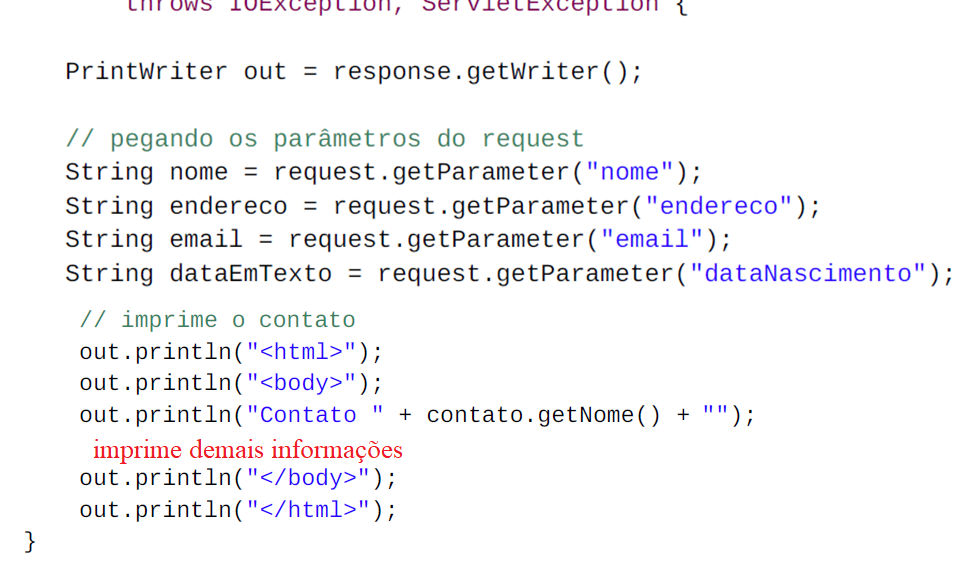 throws IOException, ServletException {
PrintWriter out = response.getWriter();
// pegando os parâmetros do request
String nome = request.getParameter("nome");
String endereco = request.getParameter("endereco");
String email = request.getParameter("email");
String dataEmTexto = request.getParameter("dataNascimento");
// imprime o contato
out.println("<html>");
out.println("<body>");
out.println("Contato " + contato.getNome() + "");
imprime demais informações
out.println("</body>");
out.println("</html>");
}